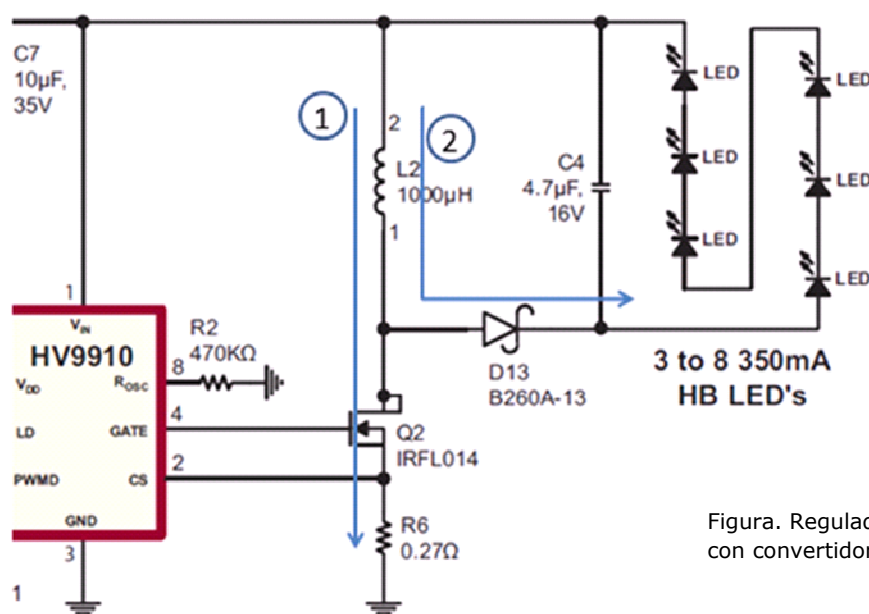 C7
10µF,
35V
1
2
L2
1000µH
1
2
C4
4.7µF,
16V
LED
LED
LED
LED
LED
LED
1
VIN
HV9910
VDD
ROSC
8
R2
470KΩ
LD
GATE
4
PWMD
CS
2
GND
3
D13
B260A-13
Q2
IRFL014
R6
0.27Ω
3 to 8 350mA
HB LED's
1
Figura. Regulad
con convertidor